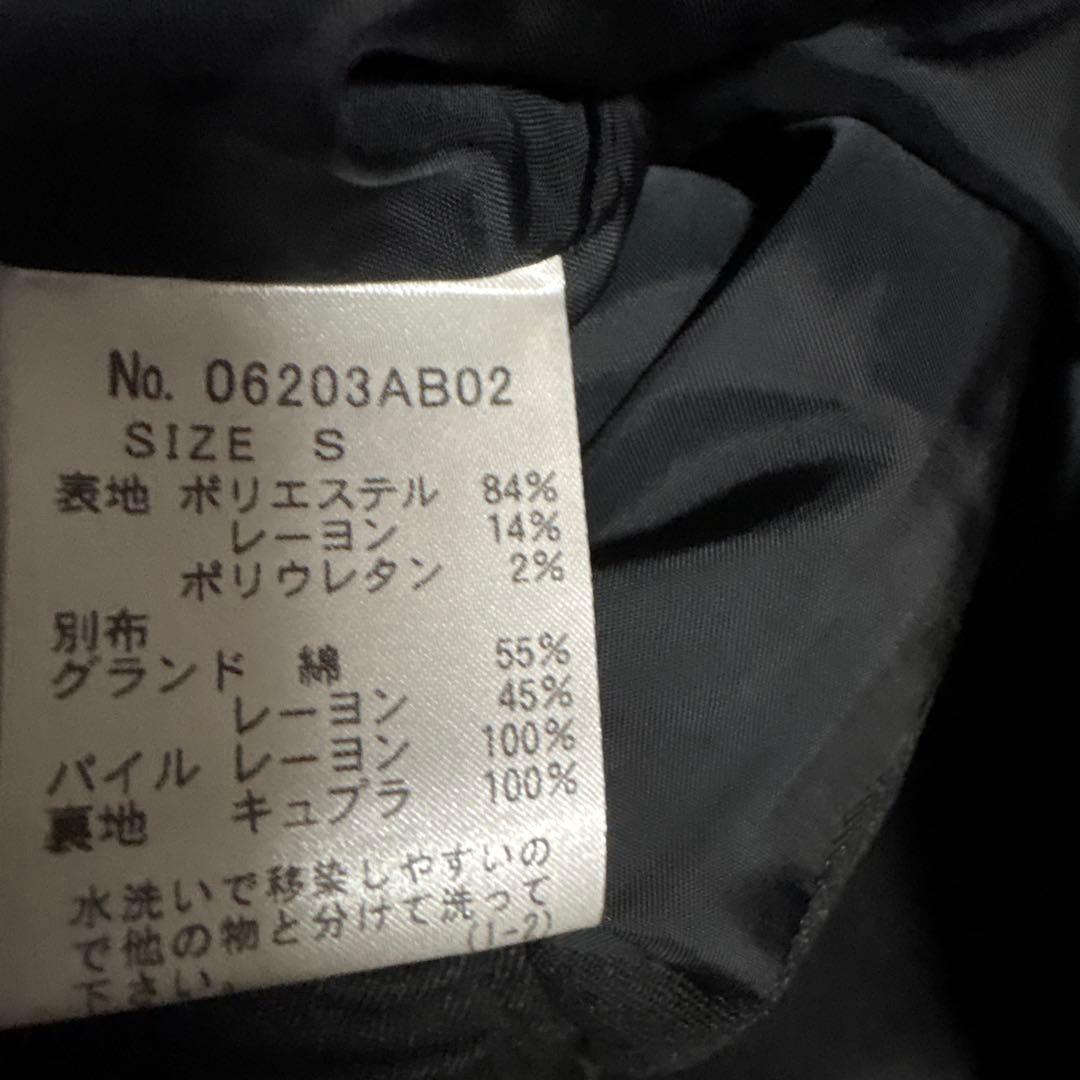 No. 06203AB02
SIZE S
表地 ポリエステル 84%
レーヨン 14%
ポリウレタン 2%
別布
グランド 綿 55%
レーヨン 45%
パイル レーヨン 100%
裏地 キュプラ 100%
水洗いで移染しやすいの
で他の物と分けて洗って
下さい。 (1-2)